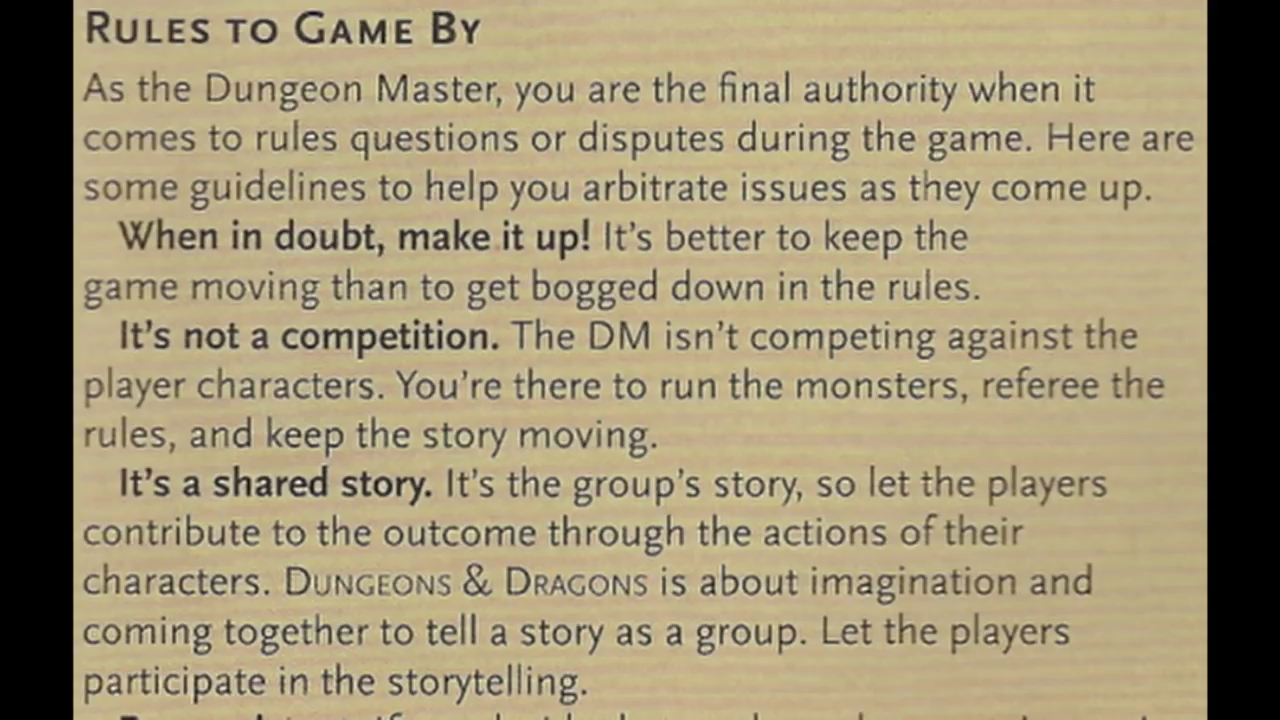 RULES TO GAME BY
As the Dungeon Master, you are the final authority when it
comes to rules questions or disputes during the game. Here are
some guidelines to help you arbitrate issues as they come up.
When in doubt, make it up! It's better to keep the
game moving than to get bogged down in the rules.
It's not a competition. The DM isn't competing against the
player characters. You're there to run the monsters, referee the
rules, and keep the story moving.
It's a shared story. It's the group's story, so let the players
contribute to the outcome through the actions of their
characters. DUNGEONS & DRAGONS is about imagination and
coming together to tell a story as a group. Let the players
participate in the storytelling.